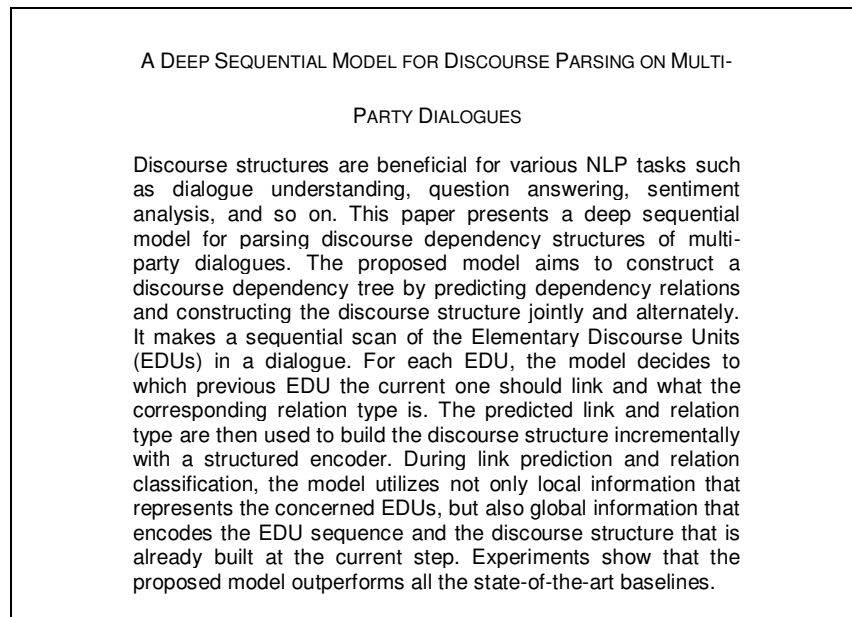 A DEEP SEQUENTIAL MODEL FOR DISCOURSE PARSING ON MULTI-
PARTY DIALOGUES
Discourse structures are beneficial for various NLP tasks such
as dialogue understanding, question answering, sentiment
analysis, and so on. This paper presents a deep sequential
model for parsing discourse dependency structures of multi-
party dialogues. The proposed model aims to construct a
discourse dependency tree by predicting dependency relations
and constructing the discourse structure jointly and alternately.
It makes a sequential scan of the Elementary Discourse Units
(EDUs) in a dialogue. For each EDU, the model decides to
which previous EDU the current one should link and what the
corresponding relation type is. The predicted link and relation
type are then used to build the discourse structure incrementally
with a structured encoder. During link prediction and relation
classification, the model utilizes not only local information that
represents the concerned EDUs, but also global information that
encodes the EDU sequence and the discourse structure that is
already built at the current step. Experiments show that the
proposed model outperforms all the state-of-the-art baselines.